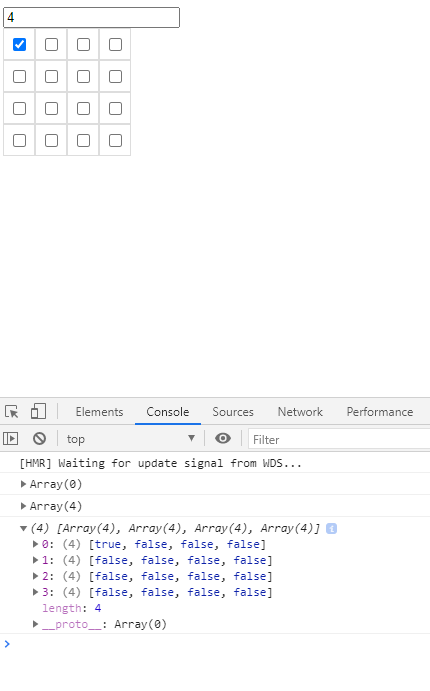 4
Elements Console Sources Network Performance
top Filter
[HMR] Waiting for update signal from WDS...
Array(0)
Array(4)
(4) [Array(4), Array(4), Array(4), Array(4)] i
0: (4) [true, false, false, false]
1: (4) [false, false, false, false]
2: (4) [false, false, false, false]
3: (4) [false, false, false, false]
length: 4
__proto__: Array(0)